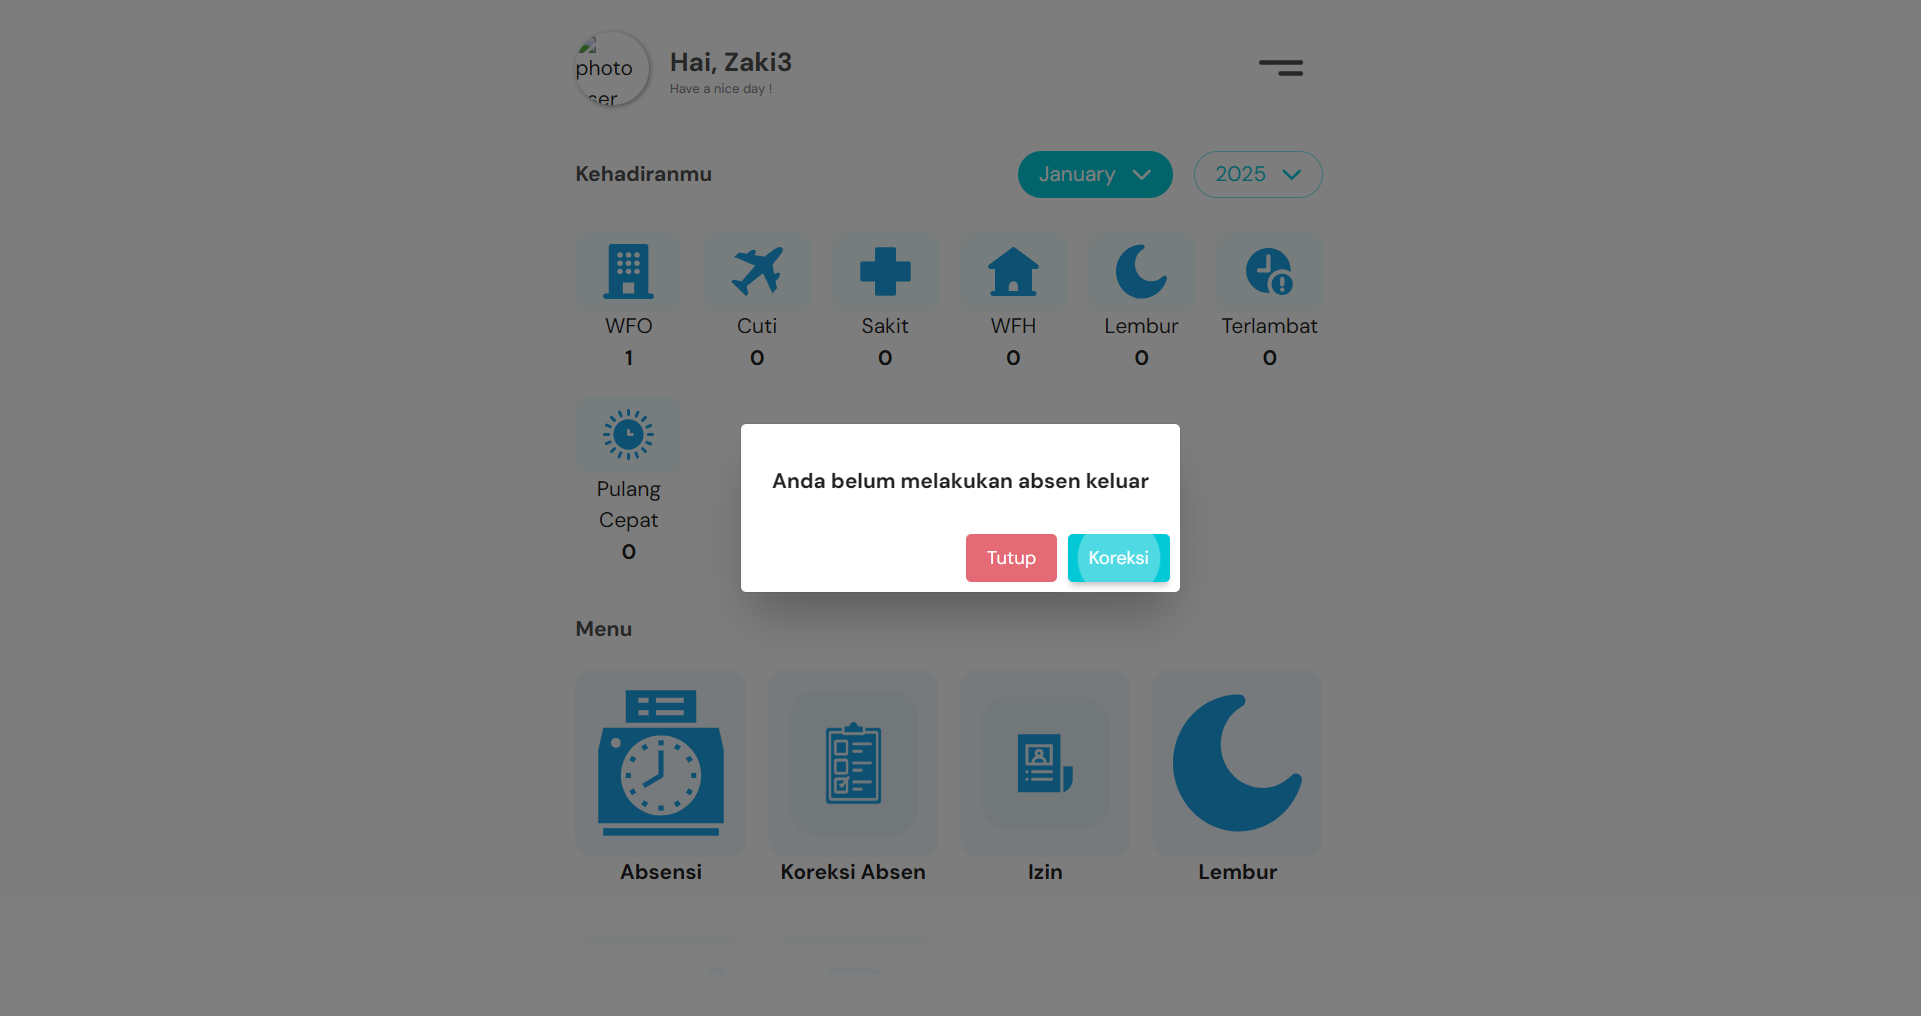 photo
ser
Hai, Zaki3
Have a nice day !
Kehadiranmu
January
2025
WFO
1
Cuti
0
Sakit
0
WFH
0
Lembur
0
Terlambat
0
Pulang
Cepat
0
Anda belum melakukan absen keluar
Tutup
Koreksi
Menu
Absensi
Koreksi Absen
Izin
Lembur